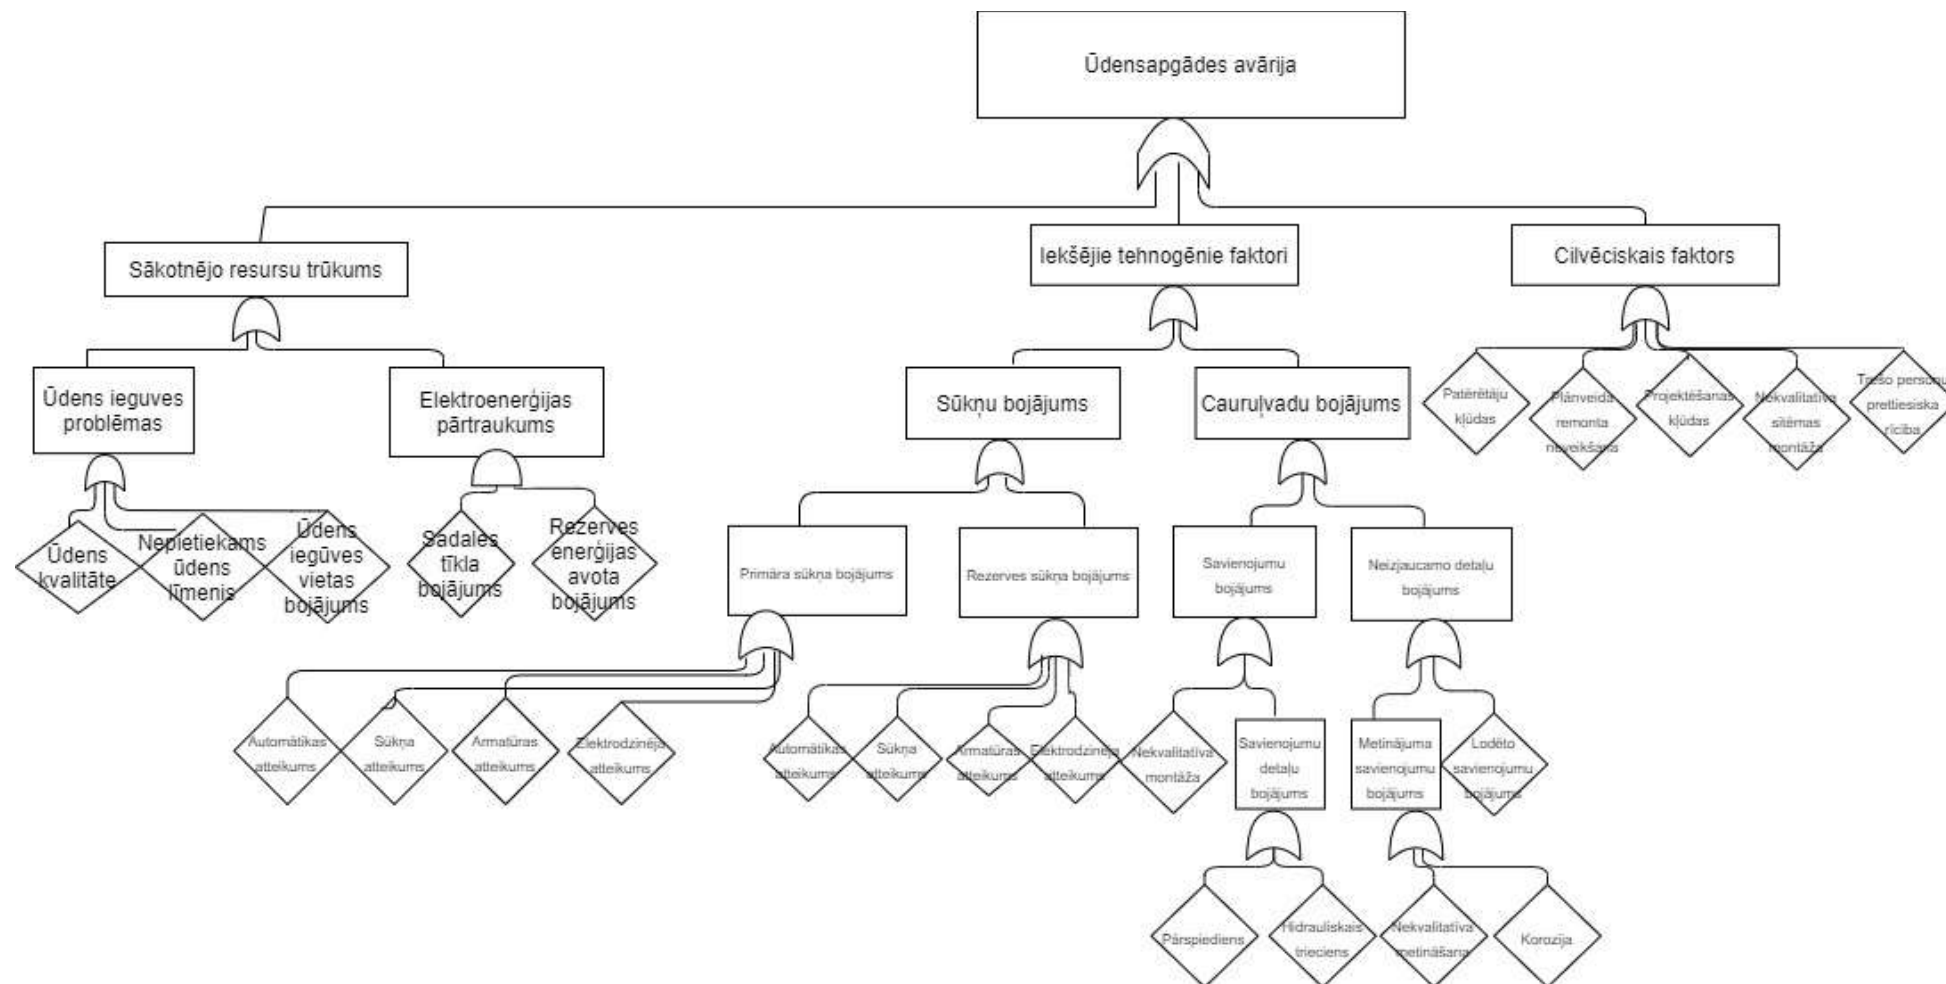 Ūdensapgādes avārija
Sākotnējo resursu trūkums
Iekšējie tehnogēnie faktori
Cilvēciskais faktors
Ūdens ieguves
problēmas
Elektroenerģijas
pārtraukums
Sūkņu bojājums
Cauruļvadu bojājums
Patērētāju
kļūdas
Plānveida
remonta
neveikšana
Projektēšanas
kļūdas
Nekvalitatīva
sitēmas
montāža
Trešo personu
prettiesiska
rīcība
Ūdens
kvalitāte
Nepietiekams
ūdens
līmenis
Ūdens
iegūves
vietas
bojājums
Sadales
tīkla
bojājums
Rezerves
enerģijas
avota
bojājums
Primāra sūkņa bojājums
Rezerves sūkņa bojājums
Savienojumu
bojājums
Neizjaucamo detaļu
bojājums
Automātikas
atteikums
Sūkņa
atteikums
Armatūras
atteikums
Elektrodzinēja
atteikums
Automātikas
atteikums
Sūkņa
atteikums
Armatūras
atteikums
Elektrodzinēja
atteikums
Nekvalitatīva
montāža
Savienojumu
detaļu
bojājums
Metinājuma
savienojumu
bojājums
Lodēto
savienojumu
bojājums
Pārspiediens
Hidrauliskais
trieciens
Nekvalitatīva
metināšana
Korozija